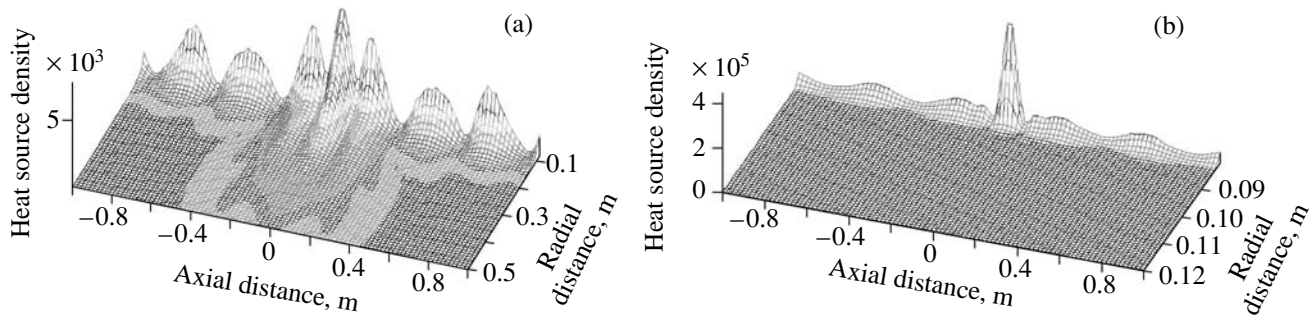 (a)
Heat source density
× 10³
5
−0.8
−0.4
0
0.4
0.8
Axial distance, m
0.1
0.3
0.5
Radial
distance, m
(b)
Heat source density
× 10⁵
4
2
0
−0.8
−0.4
0
0.4
0.8
Axial distance, m
0.09
0.10
0.11
0.12
Radial
distance, m